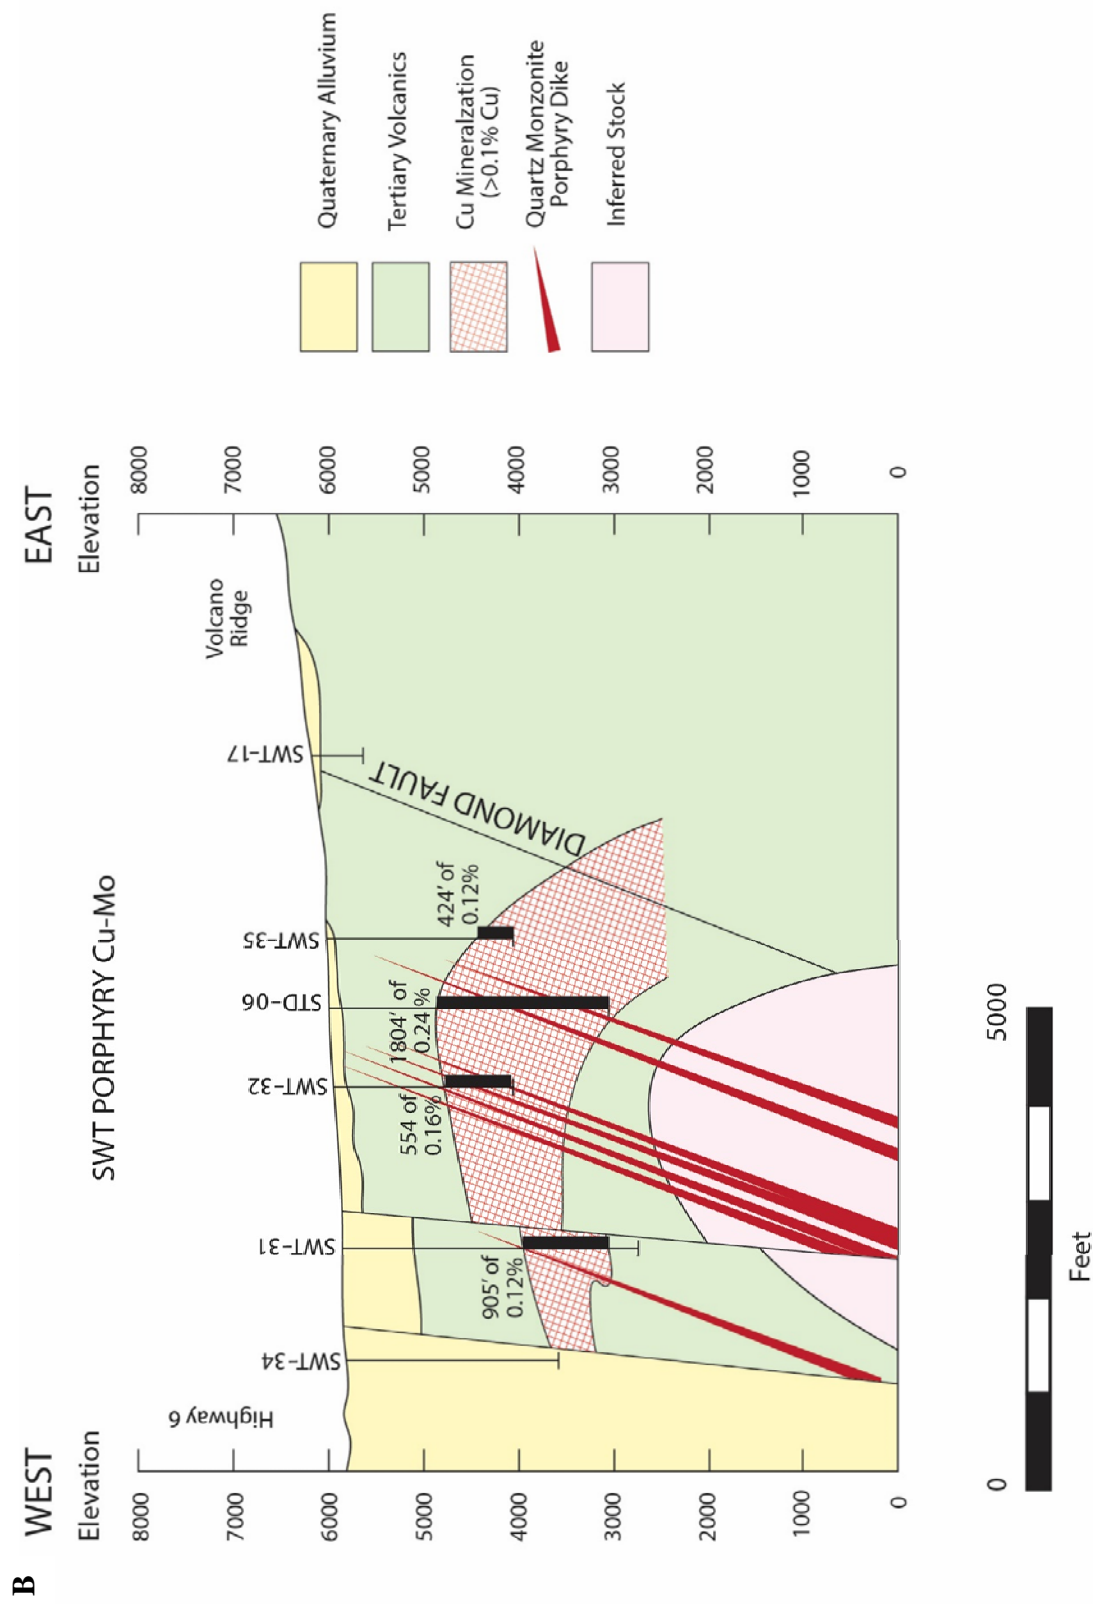 B
WEST
EAST
SWT PORPHYRY Cu-Mo
Elevation
Elevation
8000
7000
6000
5000
4000
3000
2000
1000
0
8000
7000
6000
5000
4000
3000
2000
1000
0
Highway 6
SWT-34
SWT-31
SWT-32
STD-06
SWT-35
SWT-17
Volcano
Ridge
905' of
0.12%
554 of
0.16%
1804' of
0.24 %
424' of
0.12%
DIAMOND FAULT
0
5000
Feet
Quaternary Alluvium
Tertiary Volcanics
Cu Mineralzation
(>0.1% Cu)
Quartz Monzonite
Porphyry Dike
Inferred Stock